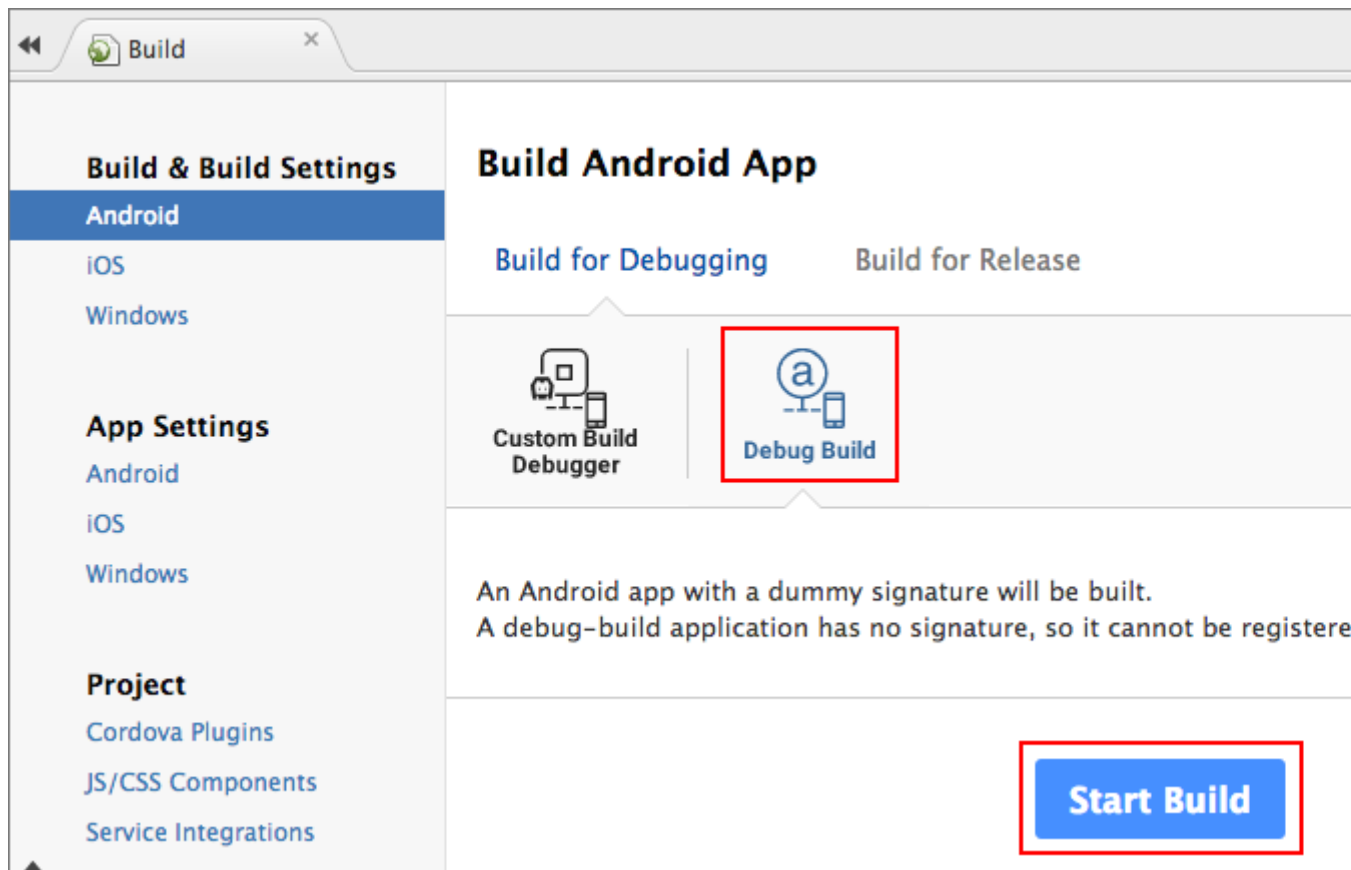 Build
Build & Build Settings
Android
iOS
Windows
App Settings
Android
iOS
Windows
Project
Cordova Plugins
JS/CSS Components
Service Integrations
Build Android App
Build for Debugging
Build for Release
a
Custom Build
Debugger
Debug Build
An Android app with a dummy signature will be built.
A debug-build application has no signature, so it cannot be registere
Start Build